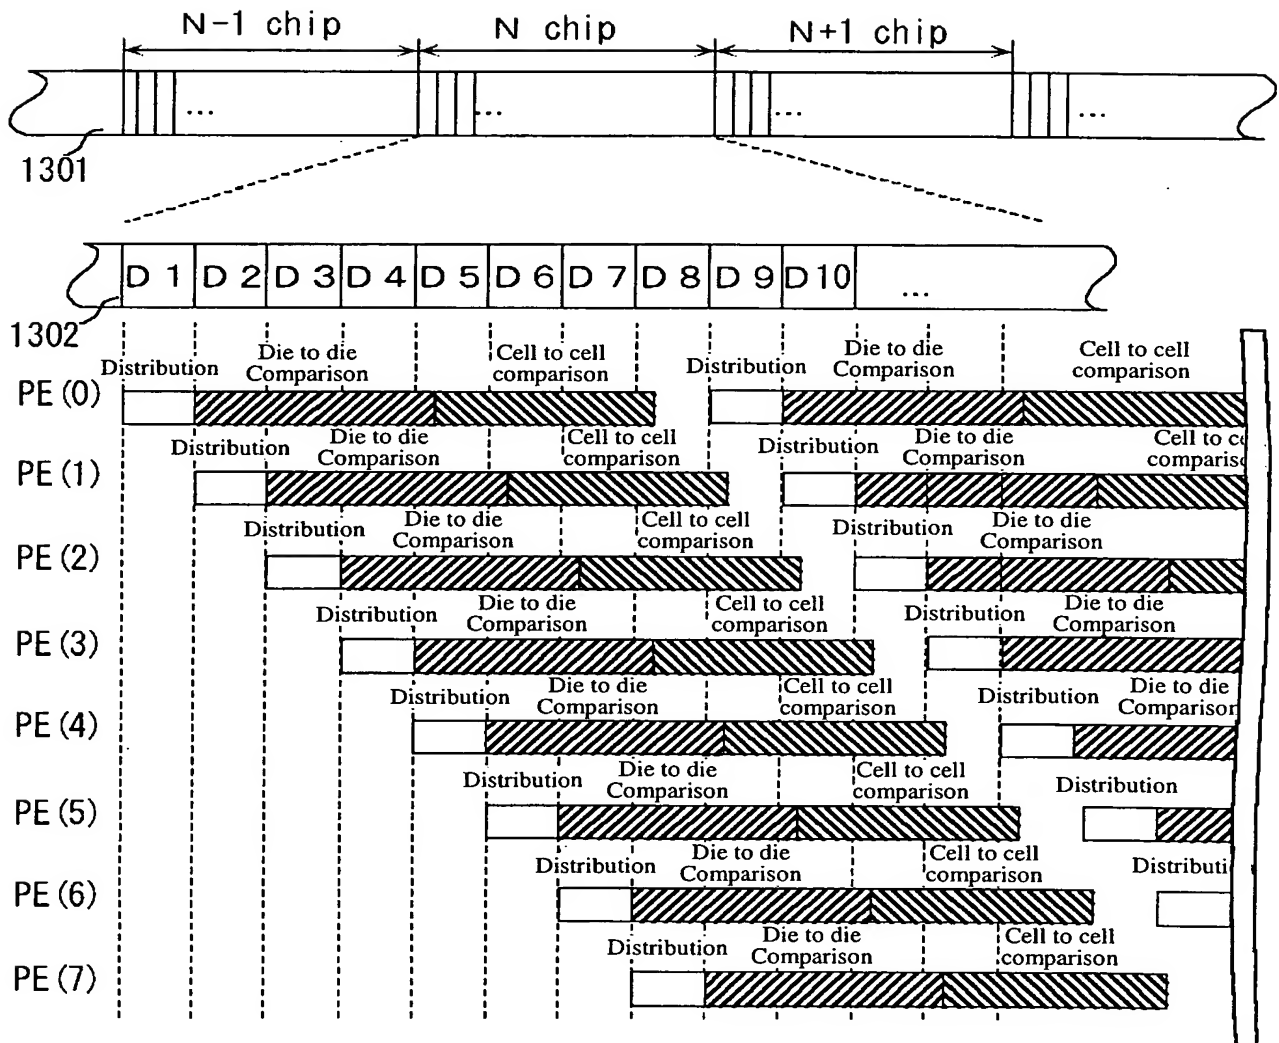 N-1 chip
N chip
N+1 chip
...
...
...
...
1301
D 1
D 2
D 3
D 4
D 5
D 6
D 7
D 8
D 9
D10
...
1302
PE(0)
Distribution
Die to die
Comparison
Cell to cell
comparison
Distribution
Die to die
Comparison
Cell to cell
comparison
PE(1)
Distribution
Die to die
Comparison
Cell to cell
comparison
Distribution
Die to die
Comparison
Cell to ce
comparisc
PE(2)
Distribution
Die to die
Comparison
Cell to cell
comparison
Distribution
Die to die
Comparison
PE(3)
Distribution
Die to die
Comparison
Cell to cell
comparison
Distribution
Die to die
Comparison
PE(4)
Distribution
Die to die
Comparison
Cell to cell
comparison
Distribution
Die to die
Comparison
PE(5)
Distribution
Die to die
Comparison
Cell to cell
comparison
Distribution
PE(6)
Distribution
Die to die
Comparison
Cell to cell
comparison
Distributi
PE(7)
Distribution
Die to die
Comparison
Cell to cell
comparison